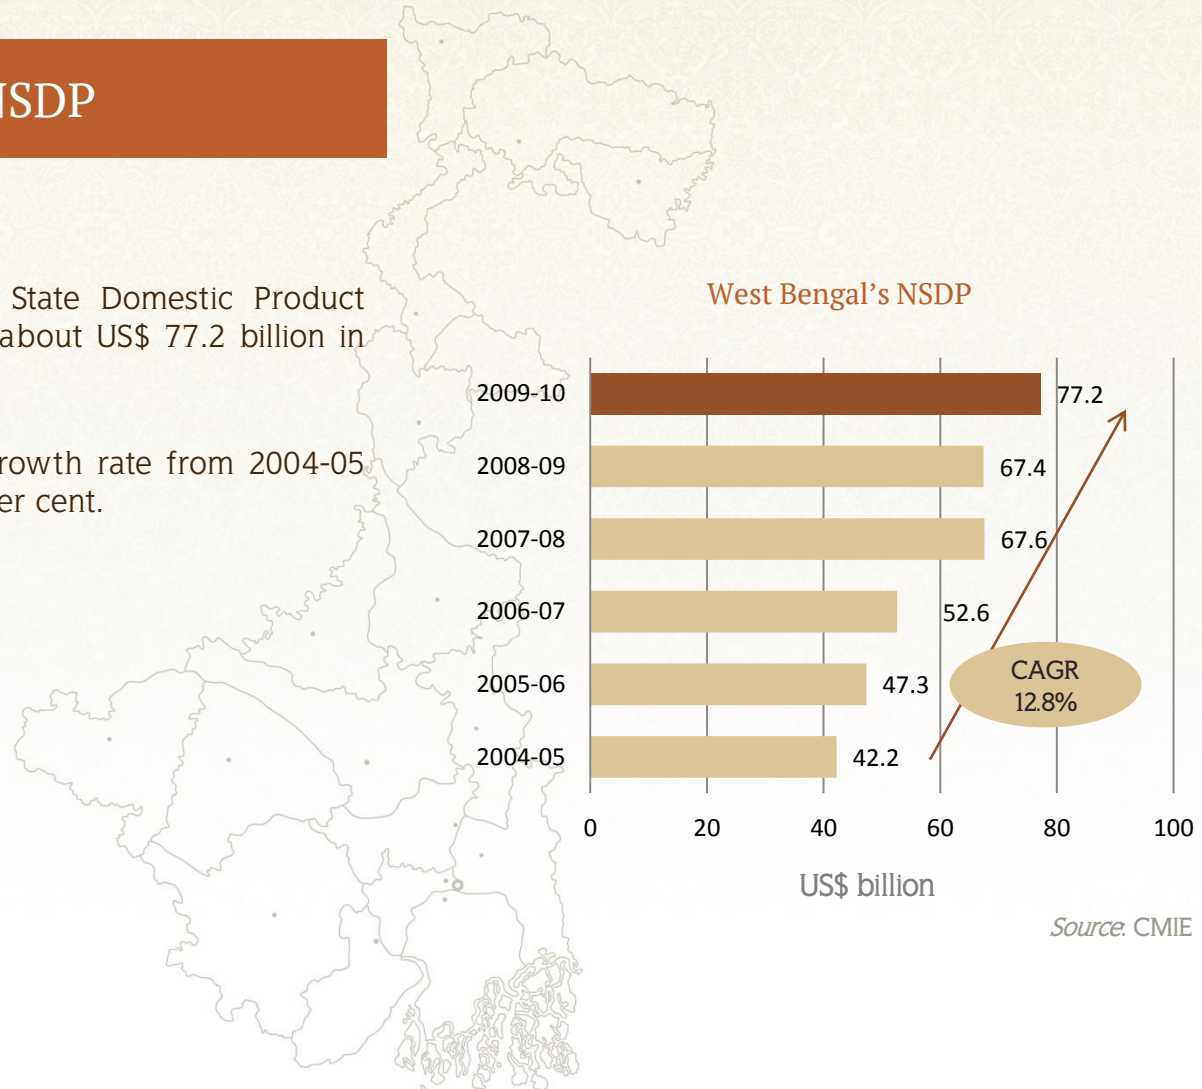 NSDP
State Domestic Product
about US$ 77.2 billion in
growth rate from 2004-05
per cent.
West Bengal’s NSDP
2009-10 77.2
2008-09 67.4
2007-08 67.6
2006-07 52.6
2005-06 47.3
2004-05 42.2
CAGR
12.8%
0 20 40 60 80 100
US$ billion
Source: CMIE